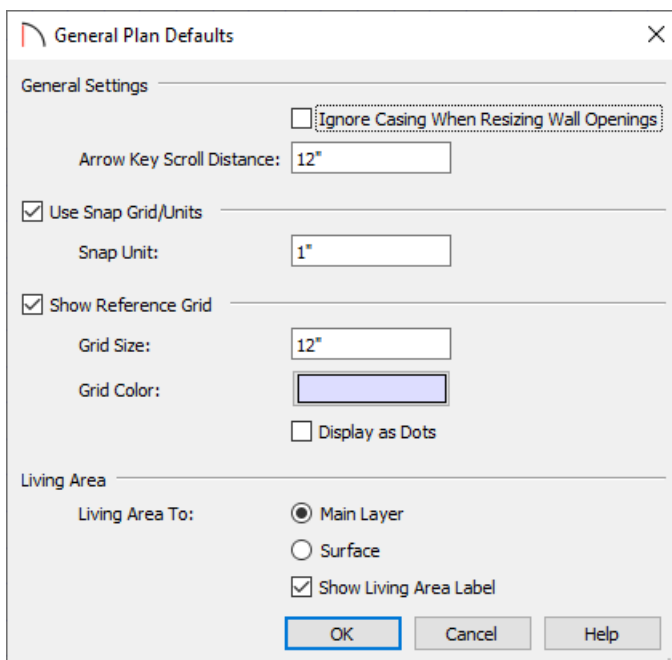 General Plan Defaults
General Settings
Ignore Casing When Resizing Wall Openings
Arrow Key Scroll Distance: 12"
Use Snap Grid/Units
Snap Unit: 1"
Show Reference Grid
Grid Size: 12"
Grid Color:
Display as Dots
Living Area
Living Area To: Main Layer
Surface
Show Living Area Label
OK Cancel Help